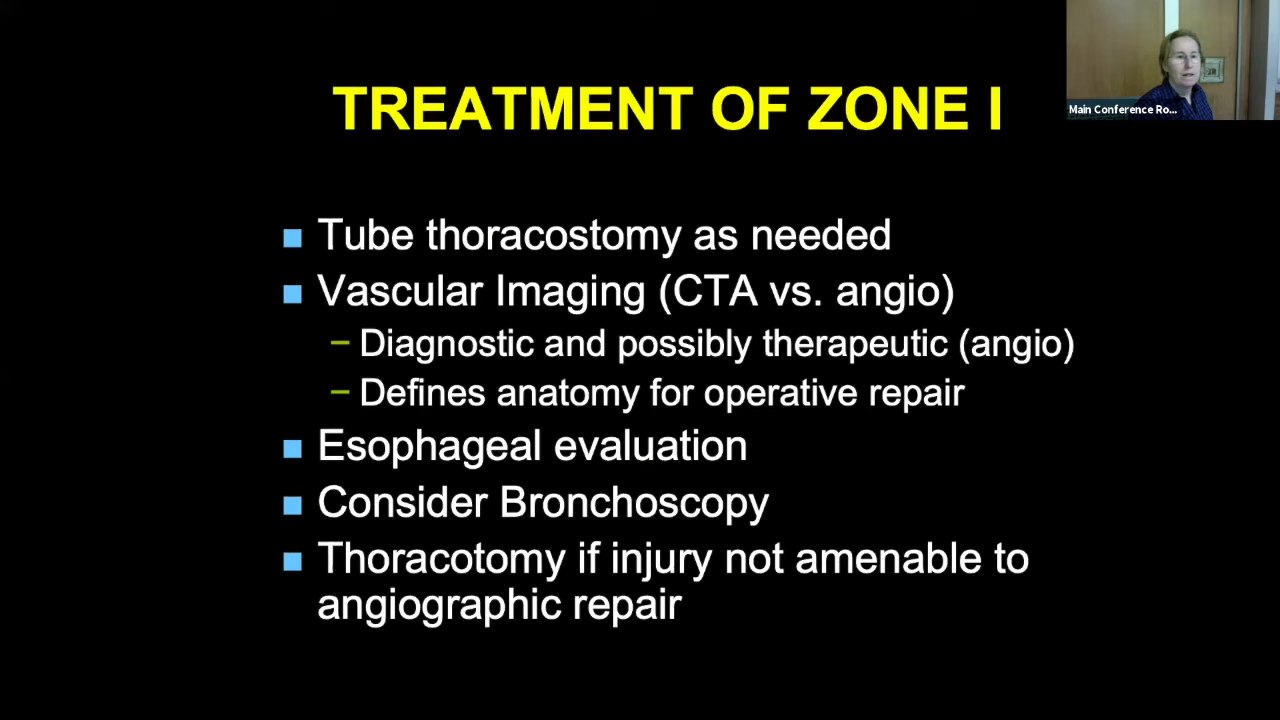 TREATMENT OF ZONE I
Main Conference Ro...
Tube thoracostomy as needed
Vascular Imaging (CTA vs. angio)
– Diagnostic and possibly therapeutic (angio)
– Defines anatomy for operative repair
Esophageal evaluation
Consider Bronchoscopy
Thoracotomy if injury not amenable to
angiographic repair